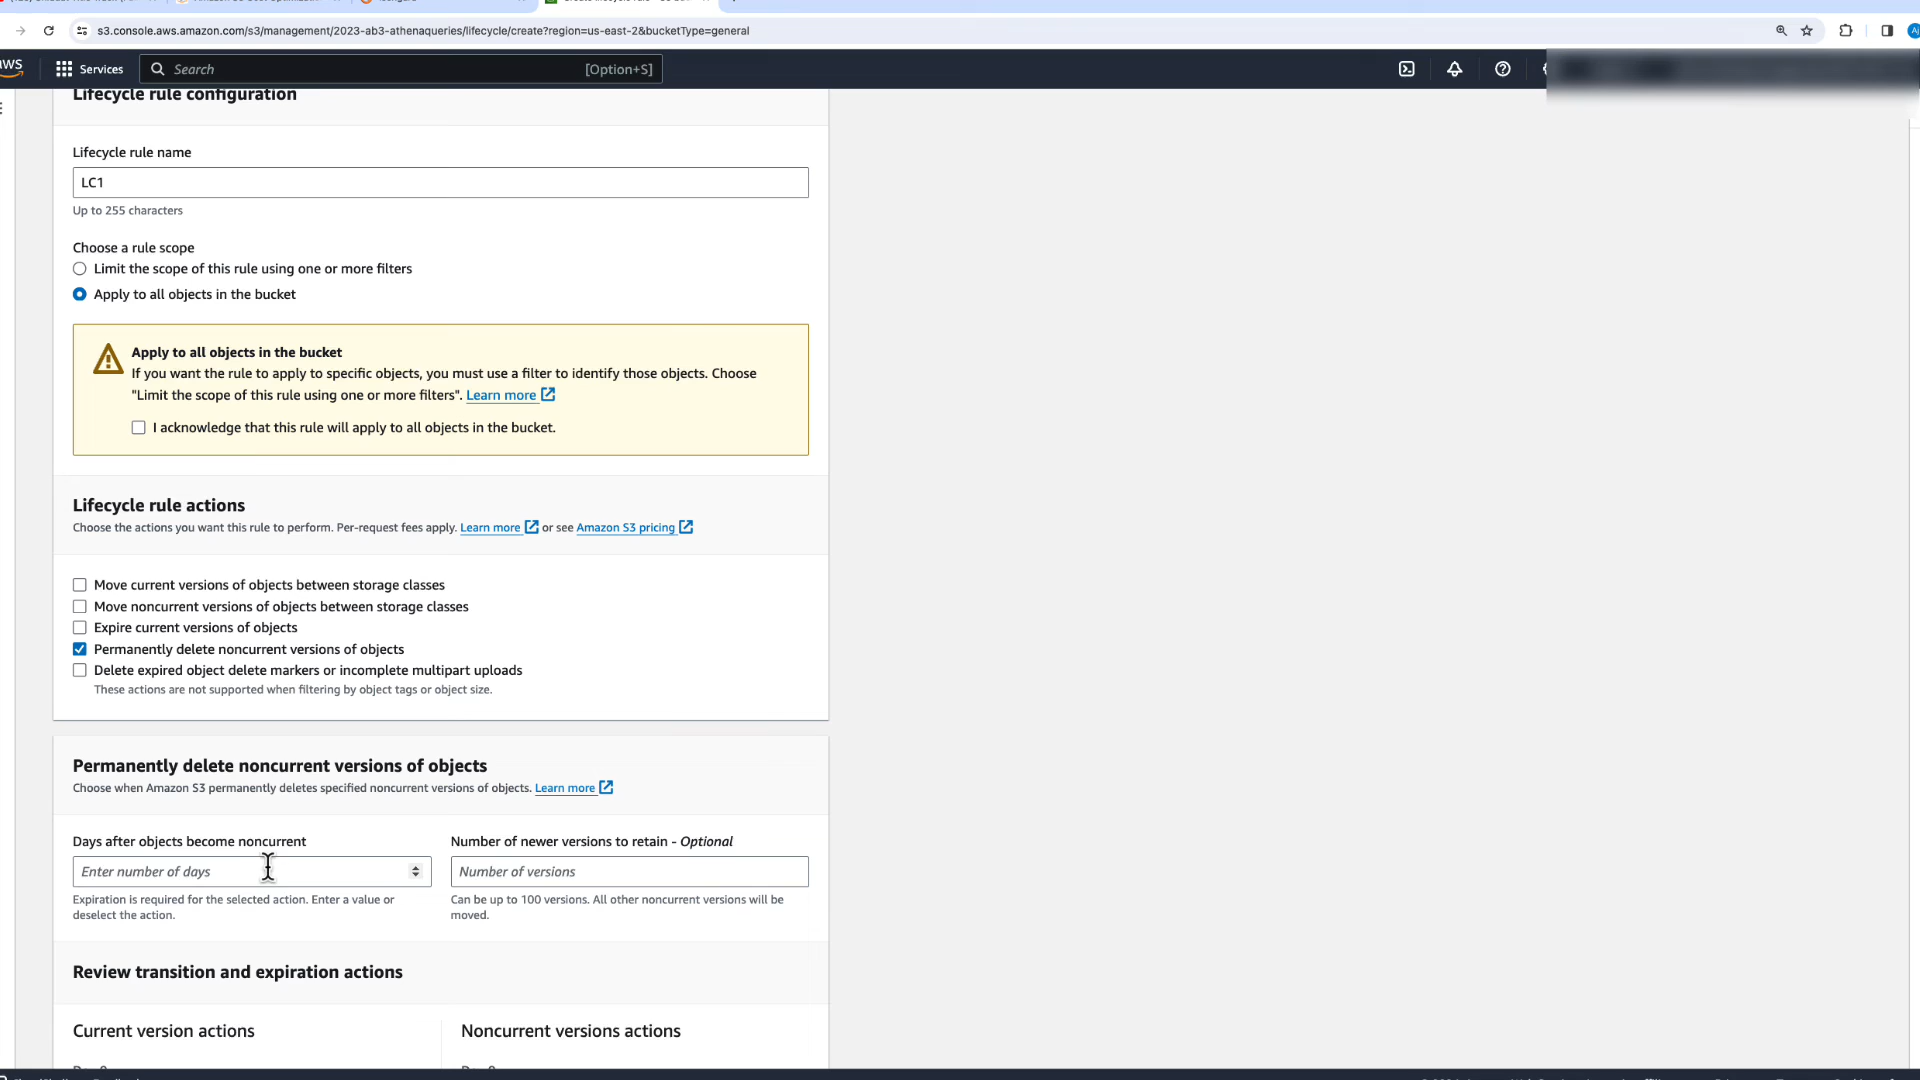 s3.console.aws.amazon.com/s3/management/2023-ab3-athenaqueries/lifecycle/create?region=us-east-2&bucketType=general
Services
Search
[Option+S]
Lifecycle rule configuration
Lifecycle rule name
LC1
Up to 255 characters
Choose a rule scope
Limit the scope of this rule using one or more filters
Apply to all objects in the bucket
Apply to all objects in the bucket
If you want the rule to apply to specific objects, you must use a filter to identify those objects. Choose
"Limit the scope of this rule using one or more filters". Learn more
I acknowledge that this rule will apply to all objects in the bucket.
Lifecycle rule actions
Choose the actions you want this rule to perform. Per-request fees apply. Learn more or see Amazon S3 pricing
Move current versions of objects between storage classes
Move noncurrent versions of objects between storage classes
Expire current versions of objects
Permanently delete noncurrent versions of objects
Delete expired object delete markers or incomplete multipart uploads
These actions are not supported when filtering by object tags or object size.
Permanently delete noncurrent versions of objects
Choose when Amazon S3 permanently deletes specified noncurrent versions of objects. Learn more
Days after objects become noncurrent
Enter number of days
Expiration is required for the selected action. Enter a value or
deselect the action.
Number of newer versions to retain - Optional
Number of versions
Can be up to 100 versions. All other noncurrent versions will be
moved.
Review transition and expiration actions
Current version actions
Noncurrent versions actions